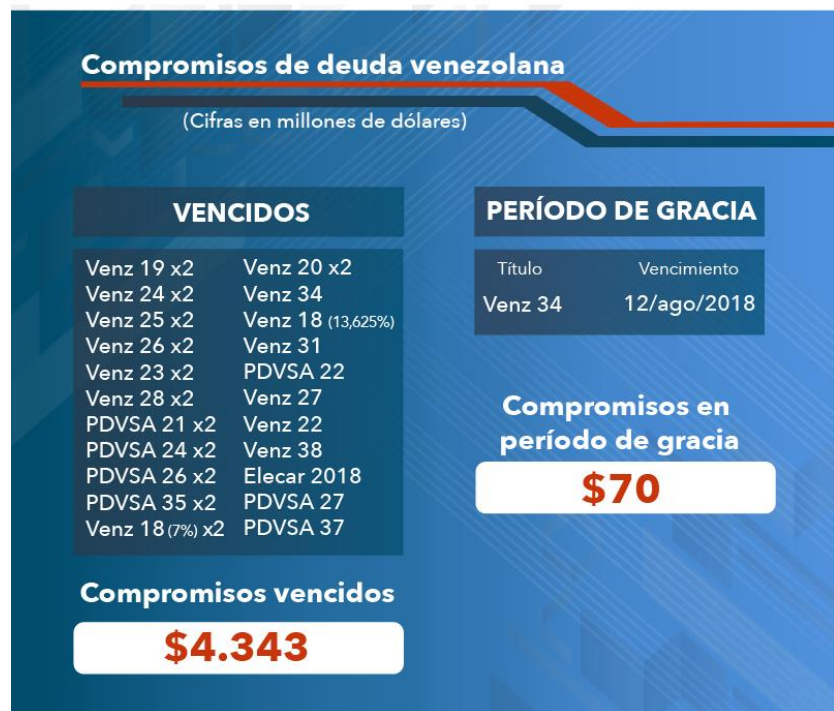 Compromisos de deuda venezolana
(Cifras en millones de dólares)
VENCIDOS
Venz 19 x2
Venz 24 x2
Venz 25 x2
Venz 26 x2
Venz 23 x2
Venz 28 x2
PDVSA 21 x2
PDVSA 24 x2
PDVSA 26 x2
PDVSA 35 x2
Venz 18 (7%) x2
Venz 20 x2
Venz 34
Venz 18 (13,625%)
Venz 31
PDVSA 22
Venz 27
Venz 22
Venz 38
Elecar 2018
PDVSA 27
PDVSA 37
Compromisos vencidos
$4.343
PERÍODO DE GRACIA
Título Vencimiento
Venz 34 12/ago/2018
Compromisos en
período de gracia
$70